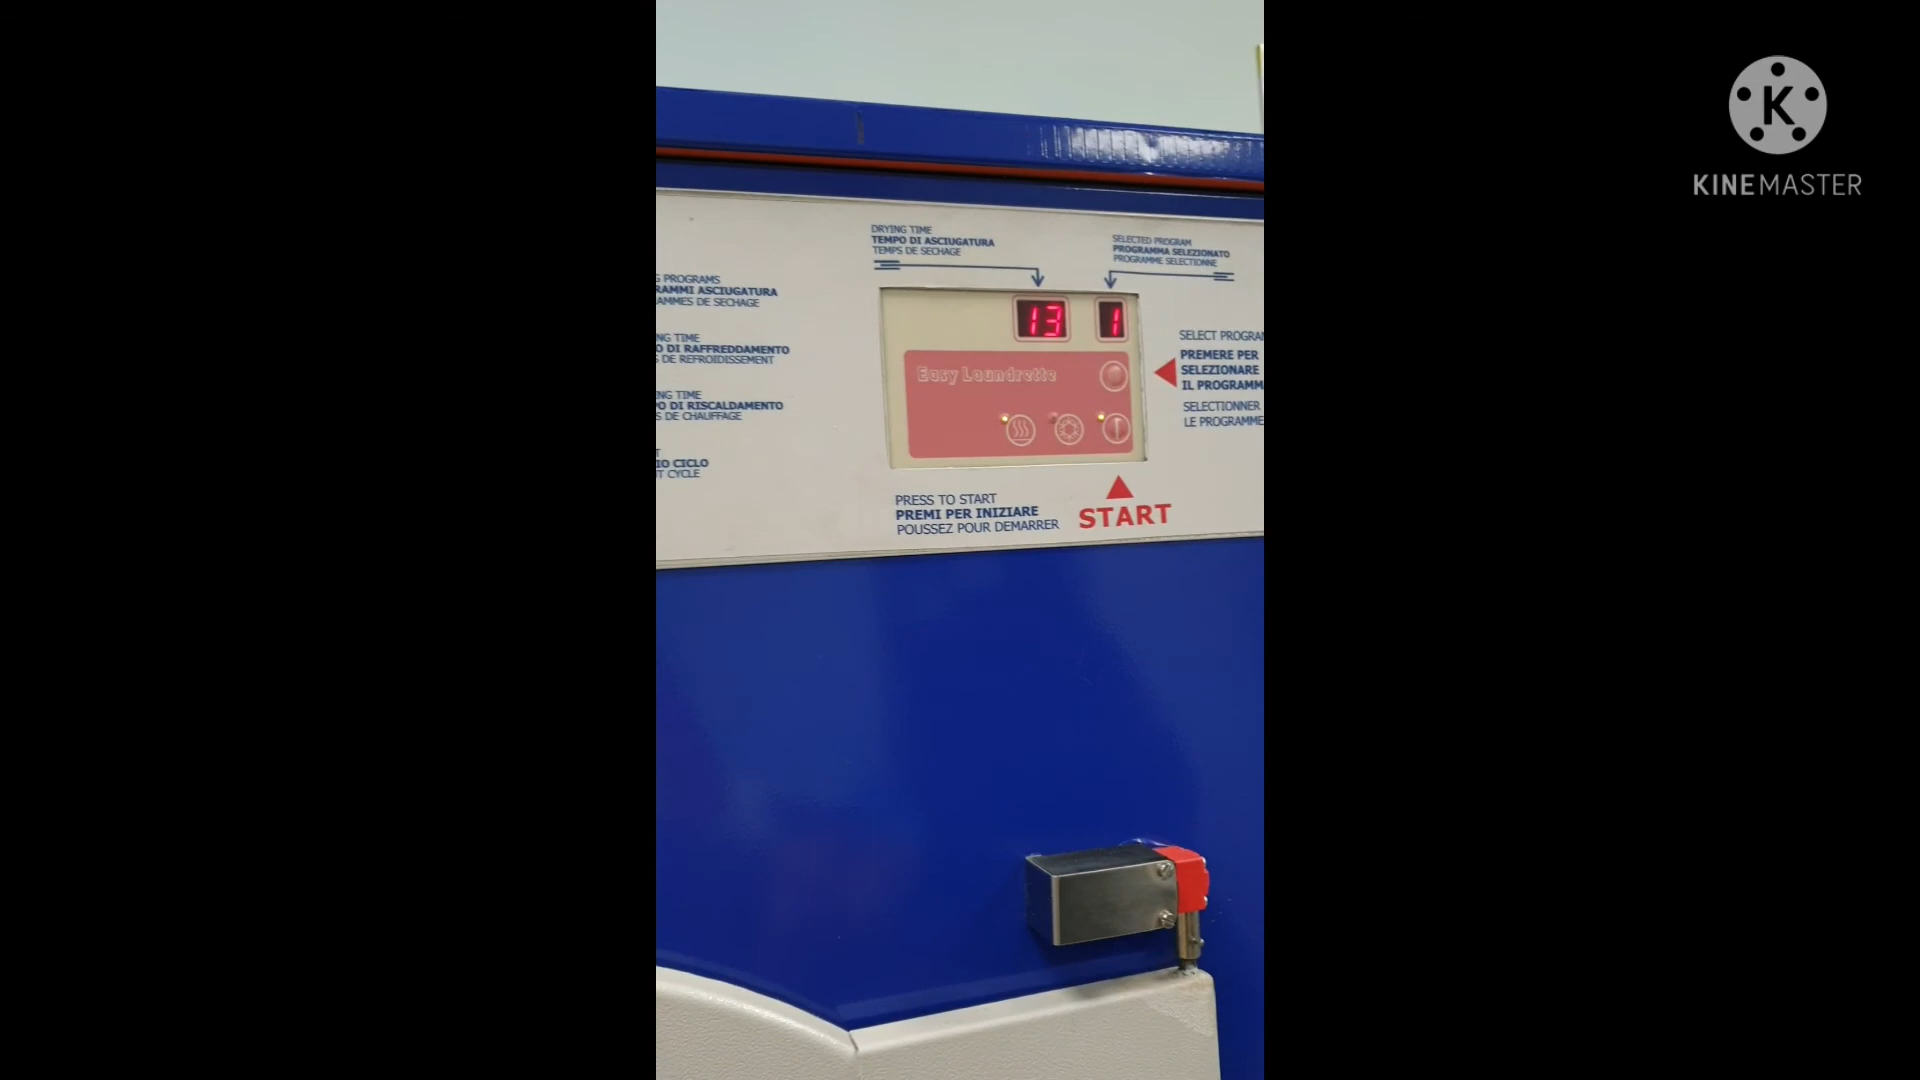 KINEMASTER
DRYING TIME
TEMPO DI ASCIUGATURA
TEMPS DE SECHAGE
SELECTED PROGRAM
PROGRAMMA SELEZIONATO
PROGRAMME SELECTIONNE
PROGRAMS
RAMMI ASCIUGATURA
AMMES DE SECHAGE
13 1
NG TIME
O DI RAFFREDDAMENTO
S DE REFROIDISSEMENT
SELECT PROGRA
PREMERE PER
SELEZIONARE
IL PROGRAMM
SELECTIONNER
LE PROGRAMME
Easy Laundrette
NG TIME
O DI RISCALDAMENTO
S DE CHAUFFAGE
T
IO CICLO
T CYCLE
PRESS TO START
PREMI PER INIZIARE
POUSSEZ POUR DEMARRER
START